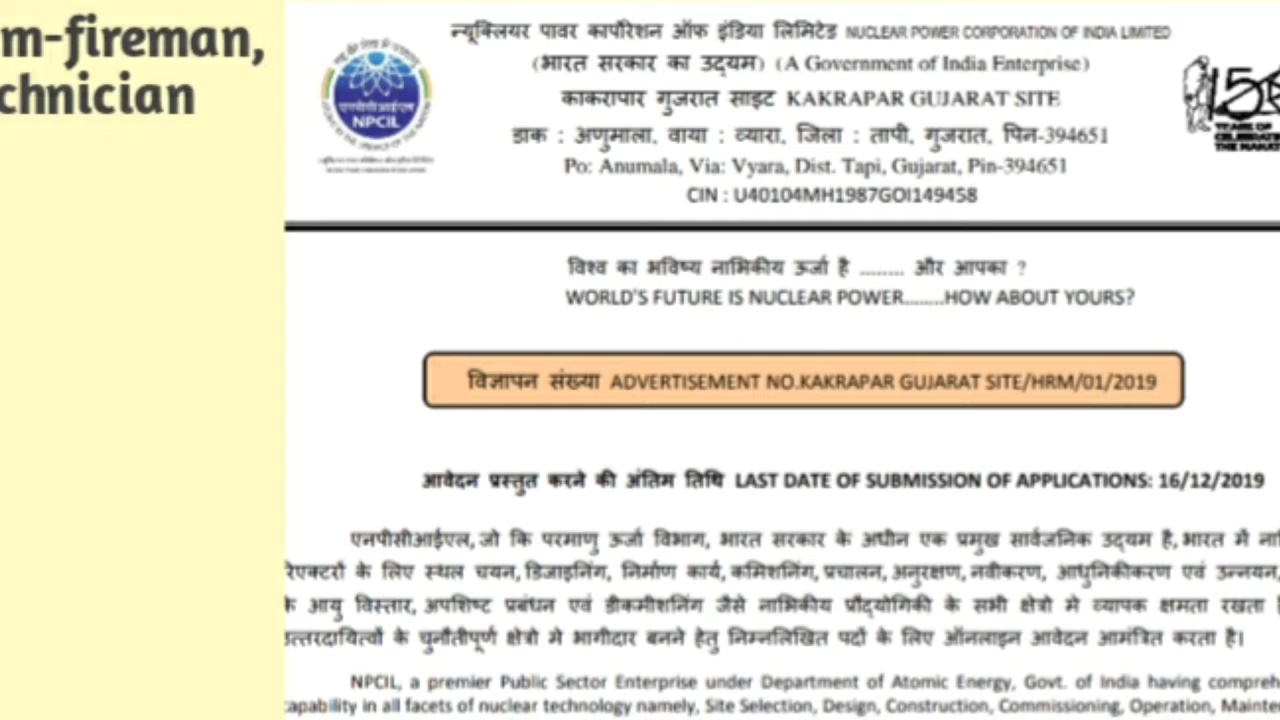 m-fireman,
chnician
न्यूक्लियर पावर कार्पोरेशन ऑफ इंडिया लिमिटेड NUCLEAR POWER CORPORATION OF INDIA LIMITED
(भारत सरकार का उद्यम) (A Government of India Enterprise)
काकरापार गुजरात साइट KAKRAPAR GUJARAT SITE
डाक : अणुमाला, वाया : व्यारा, जिला : तापी, गुजरात, पिन-394651
Po: Anumala, Via: Vyara, Dist. Tapi, Gujarat, Pin-394651
CIN : U40104MH1987GOI149458
एनपीसीआईएल
NPCIL
15
YEARS OF
THE
विश्व का भविष्य नाभिकीय ऊर्जा है ........ और आपका ?
WORLD'S FUTURE IS NUCLEAR POWER........HOW ABOUT YOURS?
विज्ञापन संख्या ADVERTISEMENT NO.KAKRAPAR GUJARAT SITE/HRM/01/2019
आवेदन प्रस्तुत करने की अंतिम तिथि LAST DATE OF SUBMISSION OF APPLICATIONS: 16/12/2019
एनपीसीआईएल, जो कि परमाणु ऊर्जा विभाग, भारत सरकार के अधीन एक प्रमुख सार्वजनिक उद्यम है, भारत में
रिएक्टरों के लिए स्थल चयन, डिजाइनिंग, निर्माण कार्य, कमिशनिंग, प्रचालन, अनुरक्षण, नवीकरण, आधुनिकीकरण एवं उन्नयन,
के आयु विस्तार, अपशिष्ट प्रबंधन एवं डीकमीशनिंग जैसे नाभिकीय प्रौद्योगिकी के सभी क्षेत्रो मे व्यापक क्षमता रखता
उत्तरदायित्वों के चुनौतीपूर्ण क्षेत्रो मे भागीदार बनने हेतु निम्नलिखित पदों के लिए ऑनलाइन आवेदन आमंत्रित करता है।
NPCIL, a premier Public Sector Enterprise under Department of Atomic Energy, Govt. of India having compreh
capability in all facets of nuclear technology namely, Site Selection, Design, Construction, Commissioning, Operation, Mainte